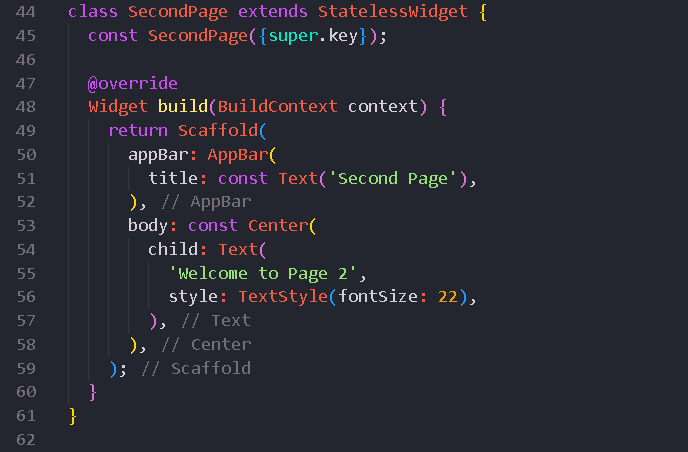 44 class SecondPage extends StatelessWidget {
45   const SecondPage({super.key});
46
47   @override
48   Widget build(BuildContext context) {
49     return Scaffold(
50       appBar: AppBar(
51         title: const Text('Second Page'),
52       ), // AppBar
53       body: const Center(
54         child: Text(
55           'Welcome to Page 2',
56           style: TextStyle(fontSize: 22),
57         ), // Text
58       ), // Center
59     ); // Scaffold
60   }
61 }
62